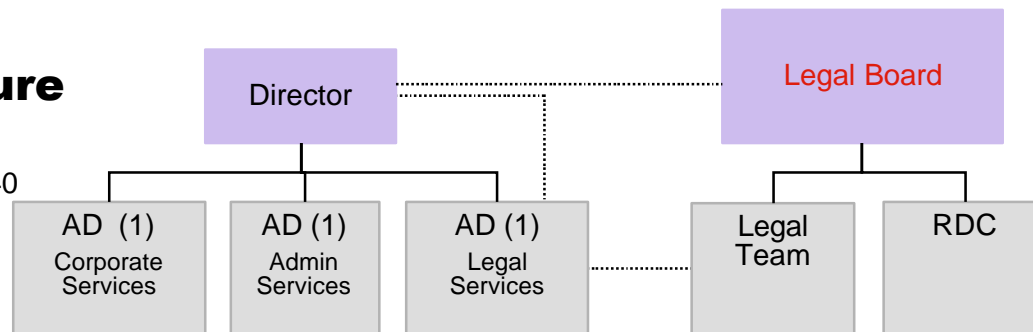 ure
40
Director
Legal Board
AD (1)
Corporate
Services
AD (1)
Admin
Services
AD (1)
Legal
Services
Legal
Team
RDC